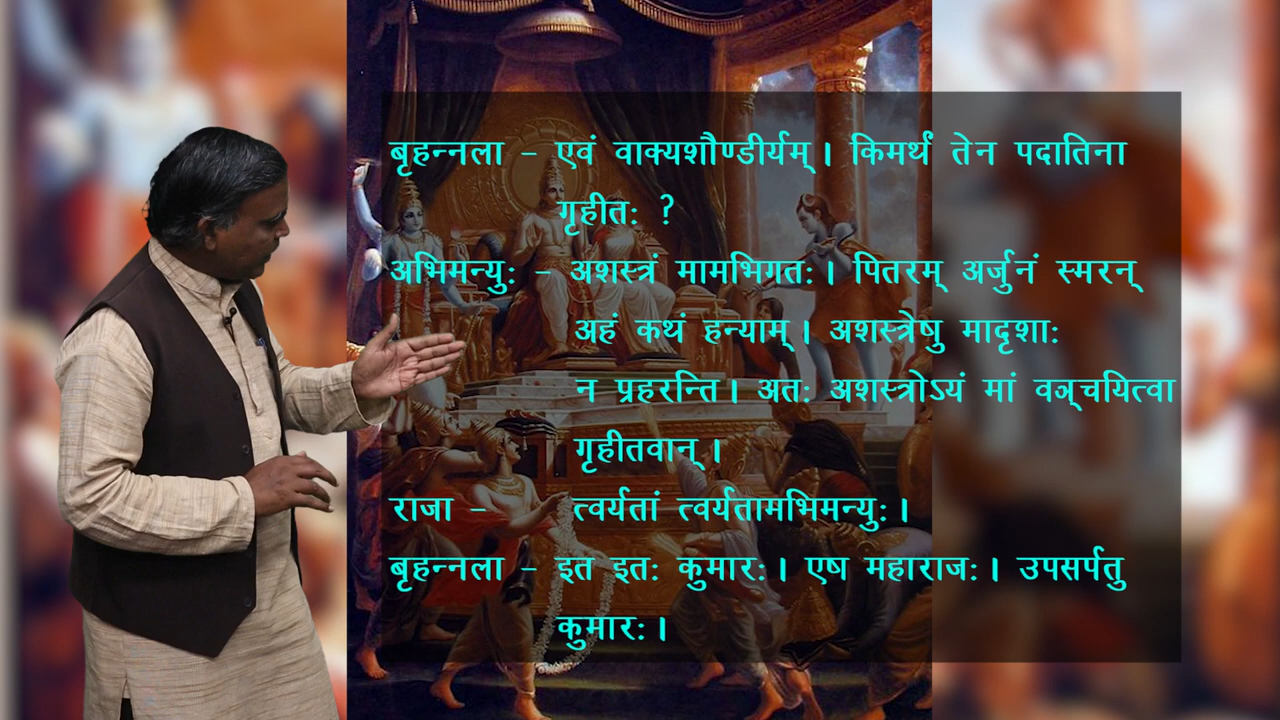 बृहन्नला – एवं वाक्यशौण्डीर्यम् । किमर्थं तेन पदातिना
गृहीतः ?
अभिमन्युः – अशस्त्रं मामभिगतः । पितरम् अर्जुनं स्मरन्
अहं कथं हन्याम् । अशस्त्रेषु मादृशाः
न प्रहरन्ति । अतः अशस्त्रोऽयं मां वञ्चयित्वा
गृहीतवान् ।
राजा – त्वर्यतां त्वर्यतामभिमन्युः ।
बृहन्नला – इत इतः कुमारः । एष महाराजः । उपसर्पतु
कुमारः ।